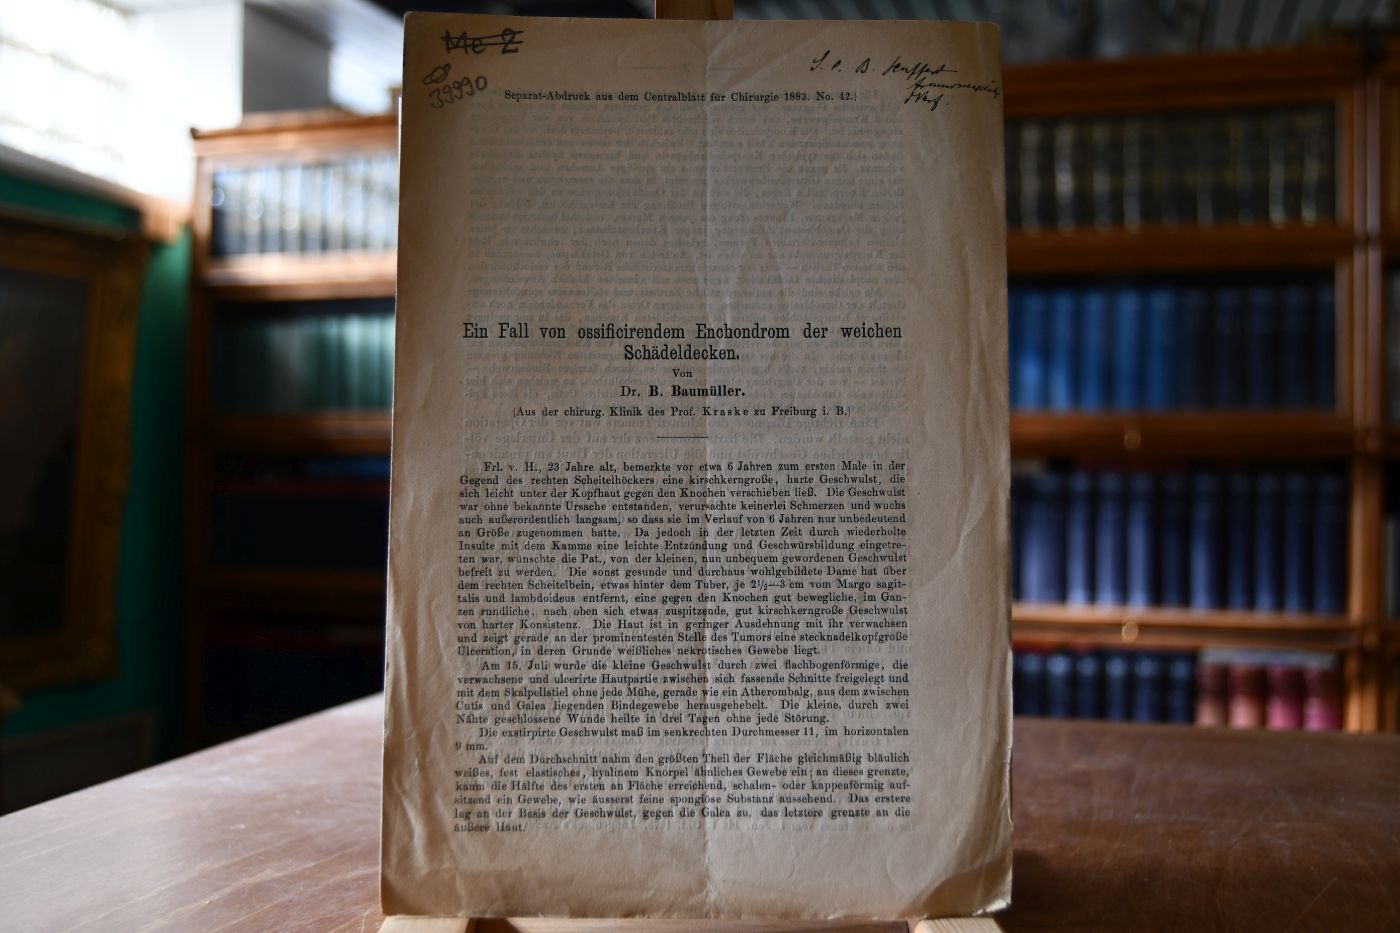 Me 2
39990
S. l. B. Seuffert
Separat-Abdruck aus dem Centralblatt für Chirurgie 1883. No. 42.)
Ein Fall von ossificirendem Enchondrom der weichen
Schädeldecken.
Von
Dr. B. Baumüller.
(Aus der chirurg. Klinik des Prof. Kraske zu Freiburg i. B.)
Frl. v. H., 23 Jahre alt, bemerkte vor etwa 6 Jahren zum ersten Male in der
Gegend des rechten Scheitelhöckers eine kirschkerngroße, harte Geschwulst, die
sich leicht unter der Kopfhaut gegen den Knochen verschieben ließ. Die Geschwulst
war ohne bekannte Ursache entstanden, verursachte keinerlei Schmerzen und wuchs
auch außerordentlich langsam, so dass sie im Verlauf von 6 Jahren nur unbedeutend
an Größe zugenommen hatte. Da jedoch in der letzten Zeit durch wiederholte
Insulte mit dem Kamme eine leichte Entzündung und Geschwürsbildung eingetre-
ten war, wünschte die Pat., von der kleinen, nun unbequem gewordenen Geschwulst
befreit zu werden. Die sonst gesunde und durchaus wohlgebildete Dame hat über
dem rechten Scheitelbein, etwas hinter dem Tuber, je 2½—3 cm vom Margo sagit-
talis und lambdoideus entfernt, eine gegen den Knochen gut bewegliche, im Gan-
zen rundliche, nach oben sich etwas zuspitzende, gut kirschkerngroße Geschwulst
von harter Konsistenz. Die Haut ist in geringer Ausdehnung mit ihr verwachsen
und zeigt gerade an der prominentesten Stelle des Tumors eine stecknadelkopfgroße
Ulceration, in deren Grunde weißliches nekrotisches Gewebe liegt.
Am 15. Juli wurde die kleine Geschwulst durch zwei flachbogenförmige, die
verwachsene und ulcerirte Hautpartie zwischen sich fassende Schnitte freigelegt und
mit dem Skalpellstiel ohne jede Mühe, gerade wie ein Atherombalg, aus dem zwischen
Cutis und Galea liegenden Bindegewebe herausgehebelt. Die kleine, durch zwei
Nähte geschlossene Wunde heilte in drei Tagen ohne jede Störung.
Die exstirpirte Geschwulst maß im senkrechten Durchmesser 11, im horizontalen
9 mm.
Auf dem Durchschnitt nahm den größten Theil der Fläche gleichmäßig bläulich
weißes, fest elastisches, hyalinem Knorpel ähnliches Gewebe ein; an dieses grenzte,
kaum die Hälfte des ersten an Fläche erreichend, schalen- oder kappenförmig auf-
sitzend ein Gewebe, wie äusserst feine spongiöse Substanz aussehend. Das erstere
lag an der Basis der Geschwulst, gegen die Galea zu, das letztere grenzte an die
äußere Haut.